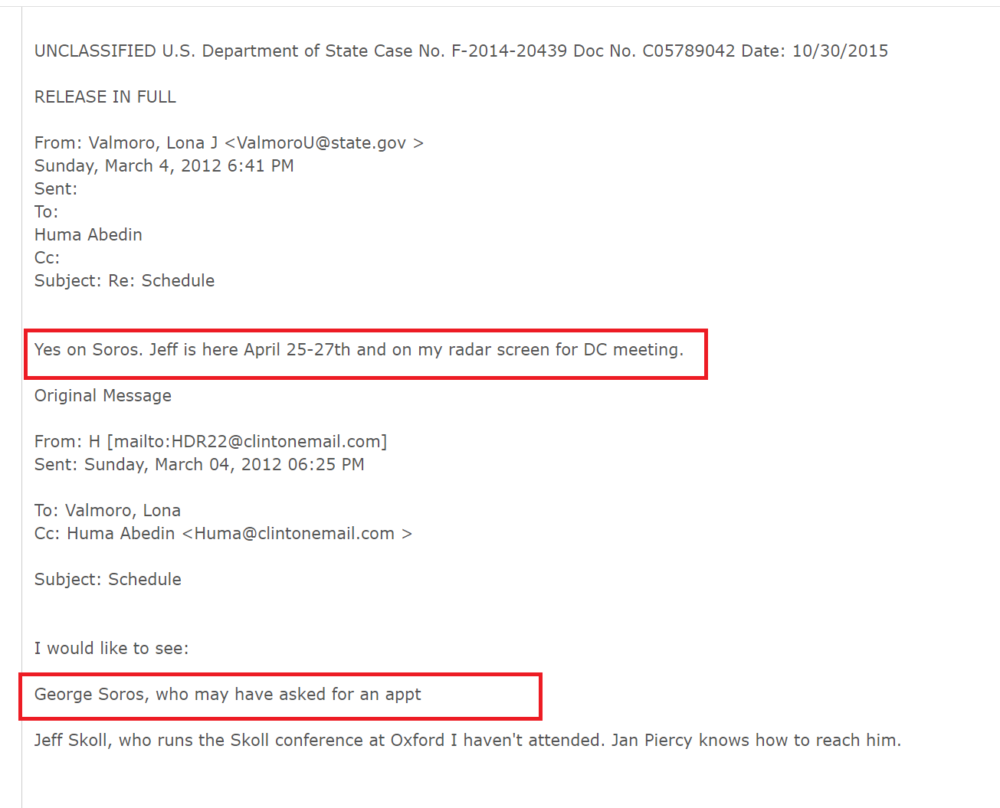 UNCLASSIFIED U.S. Department of State Case No. F-2014-20439 Doc No. C05789042 Date: 10/30/2015
RELEASE IN FULL
From: Valmoro, Lona J <ValmoroU@state.gov >
Sunday, March 4, 2012 6:41 PM
Sent:
To:
Huma Abedin
Cc:
Subject: Re: Schedule
Yes on Soros. Jeff is here April 25-27th and on my radar screen for DC meeting.
Original Message
From: H [mailto:HDR22@clintonemail.com]
Sent: Sunday, March 04, 2012 06:25 PM
To: Valmoro, Lona
Cc: Huma Abedin <Huma@clintonemail.com >
Subject: Schedule
I would like to see:
George Soros, who may have asked for an appt
Jeff Skoll, who runs the Skoll conference at Oxford I haven't attended. Jan Piercy knows how to reach him.